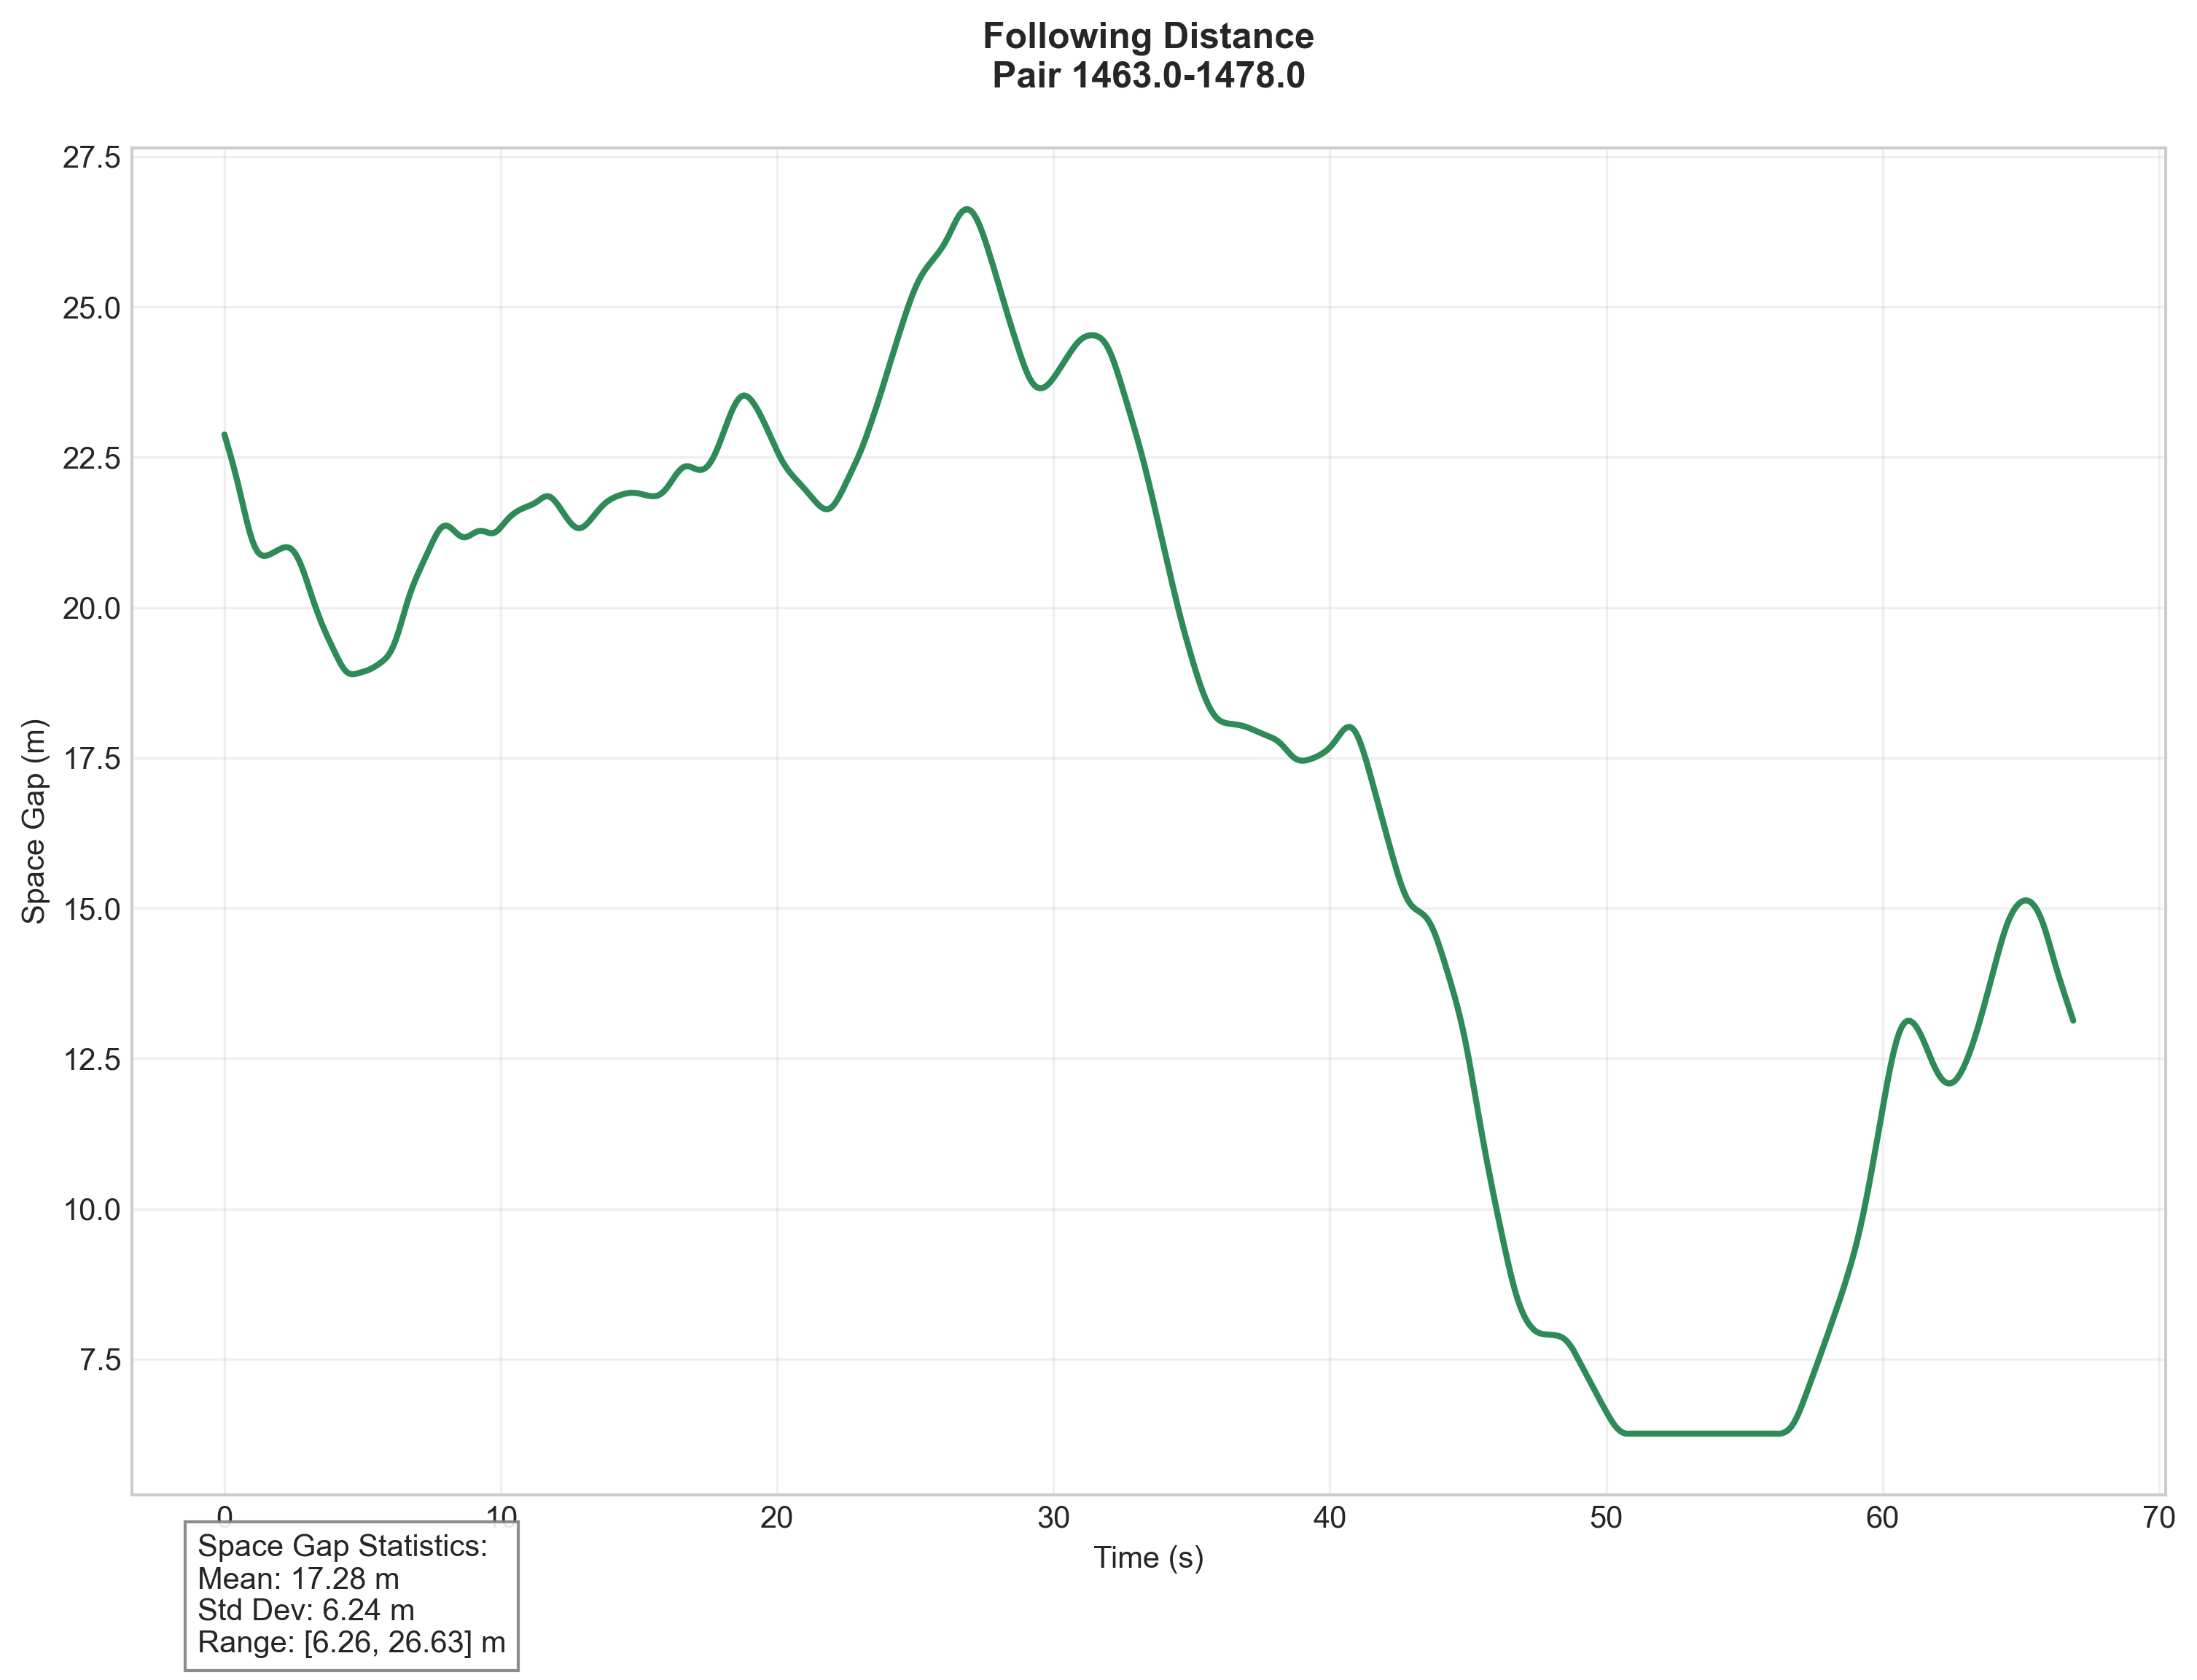 Following Distance
Pair 1463.0-1478.0
27.5
25.0
22.5
20.0
17.5
15.0
12.5
10.0
7.5
Space Gap (m)
0 10 20 30 40 50 60 70
Time (s)
Space Gap Statistics:
Mean: 17.28 m
Std Dev: 6.24 m
Range: [6.26, 26.63] m